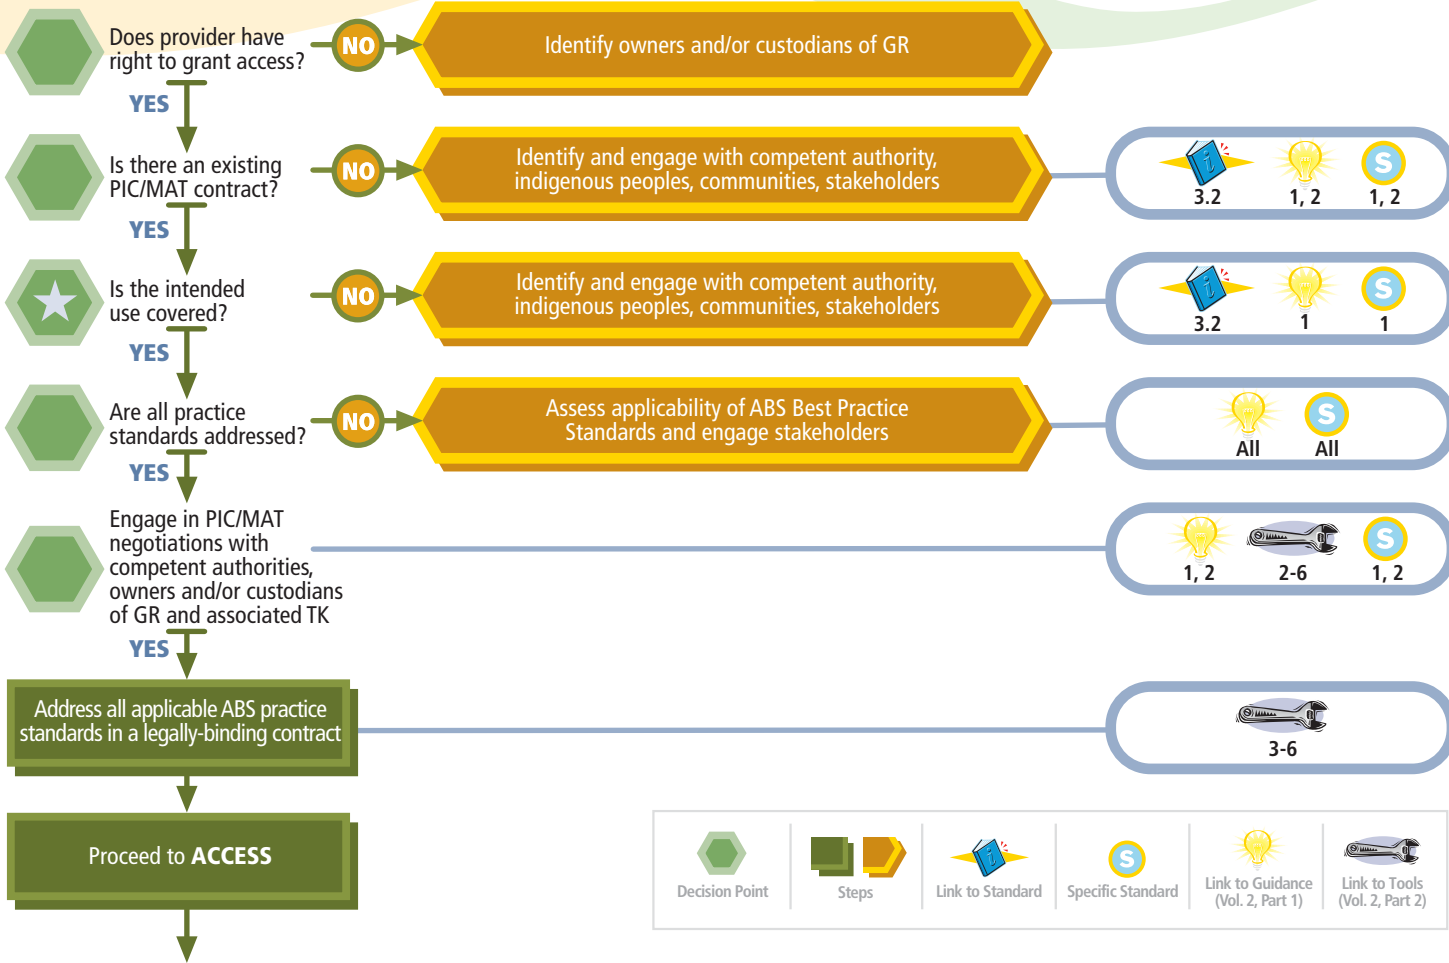 Does provider have
right to grant access?
NO
Identify owners and/or custodians of GR
YES
Is there an existing
PIC/MAT contract?
NO
Identify and engage with competent authority,
indigenous peoples, communities, stakeholders
i
S
3.2
1, 2
1, 2
YES
Is the intended
use covered?
NO
Identify and engage with competent authority,
indigenous peoples, communities, stakeholders
i
S
3.2
1
1
YES
Are all practice
standards addressed?
NO
Assess applicability of ABS Best Practice
Standards and engage stakeholders
S
All
All
YES
Engage in PIC/MAT
negotiations with
competent authorities,
owners and/or custodians
of GR and associated TK
S
1, 2
2-6
1, 2
YES
Address all applicable ABS practice
standards in a legally-binding contract
3-6
Proceed to ACCESS
i
S
Decision Point
Steps
Link to Standard
Specific Standard
Link to Guidance
(Vol. 2, Part 1)
Link to Tools
(Vol. 2, Part 2)